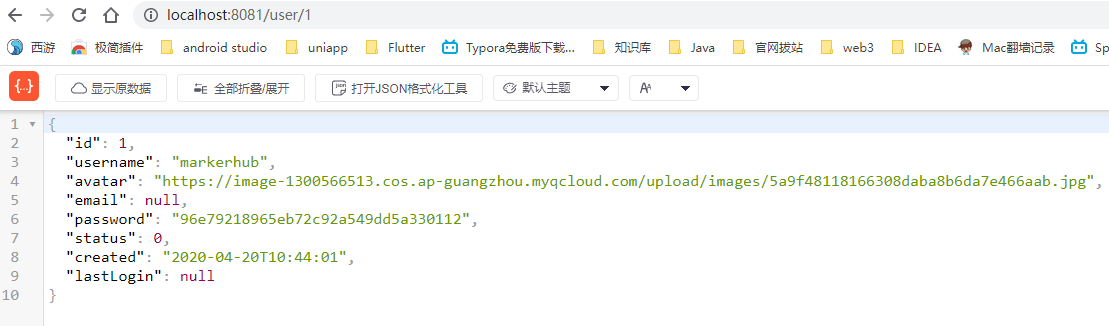 localhost:8081/user/1
西游 极简插件 android studio uniapp Flutter Typora免费版下载... 知识库 Java 官网拔站 web3 IDEA Mac翻墙记录 Sp
{...} 显示原数据 全部折叠/展开 打开JSON格式化工具 默认主题 AA
1 {
2 "id": 1,
3 "username": "markerhub",
4 "avatar": "https://image-1300566513.cos.ap-guangzhou.myqcloud.com/upload/images/5a9f48118166308daba8b6da7e466aab.jpg",
5 "email": null,
6 "password": "96e79218965eb72c92a549dd5a330112",
7 "status": 0,
8 "created": "2020-04-20T10:44:01",
9 "lastLogin": null
10 }